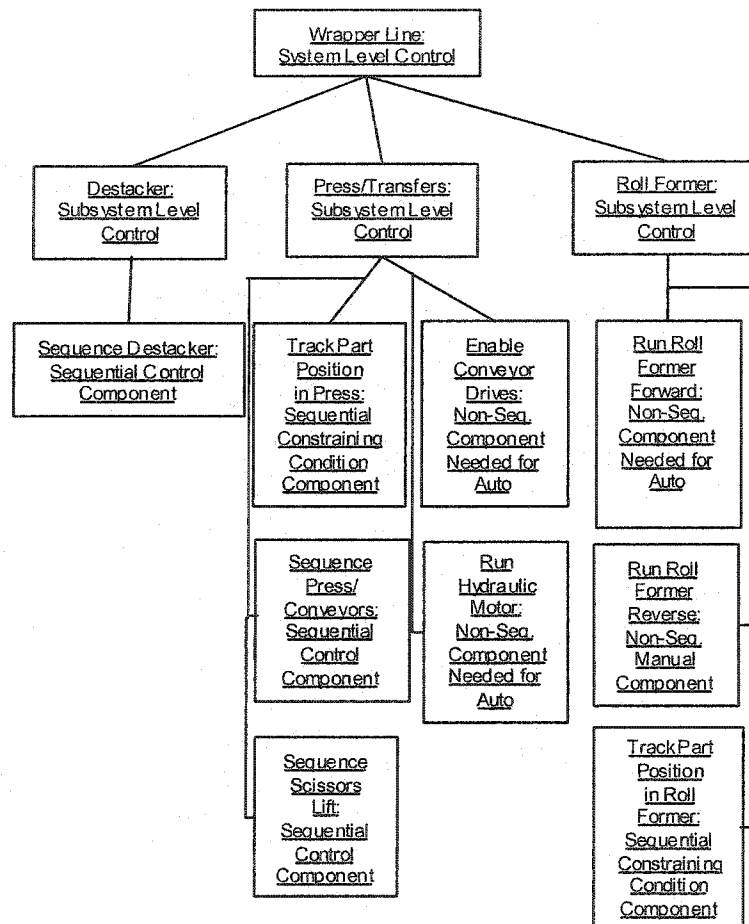 Wrapper Line:
System Level Control
Destacker:
Subsystem Level
Control
Press/Transfers:
Subsystem Level
Control
Roll Former:
Subsystem Level
Control
Sequence Destacker:
Sequential Control
Component
Track Part
Position
in Press:
Sequential
Constraining
Condition
Component
Enable
Conveyor
Drives:
Non-Seq.
Component
Needed for
Auto
Run Roll
Former
Forward:
Non-Seq.
Component
Needed for
Auto
Sequence
Press/
Conveyors:
Sequential
Control
Component
Run
Hydraulic
Motor:
Non-Seq.
Component
Needed for
Auto
Run Roll
Former
Reverse:
Non-Seq.
Manual
Component
Sequence
Scissors
Lift:
Sequential
Control
Component
Track Part
Position
in Roll
Former:
Sequential
Constraining
Condition
Component